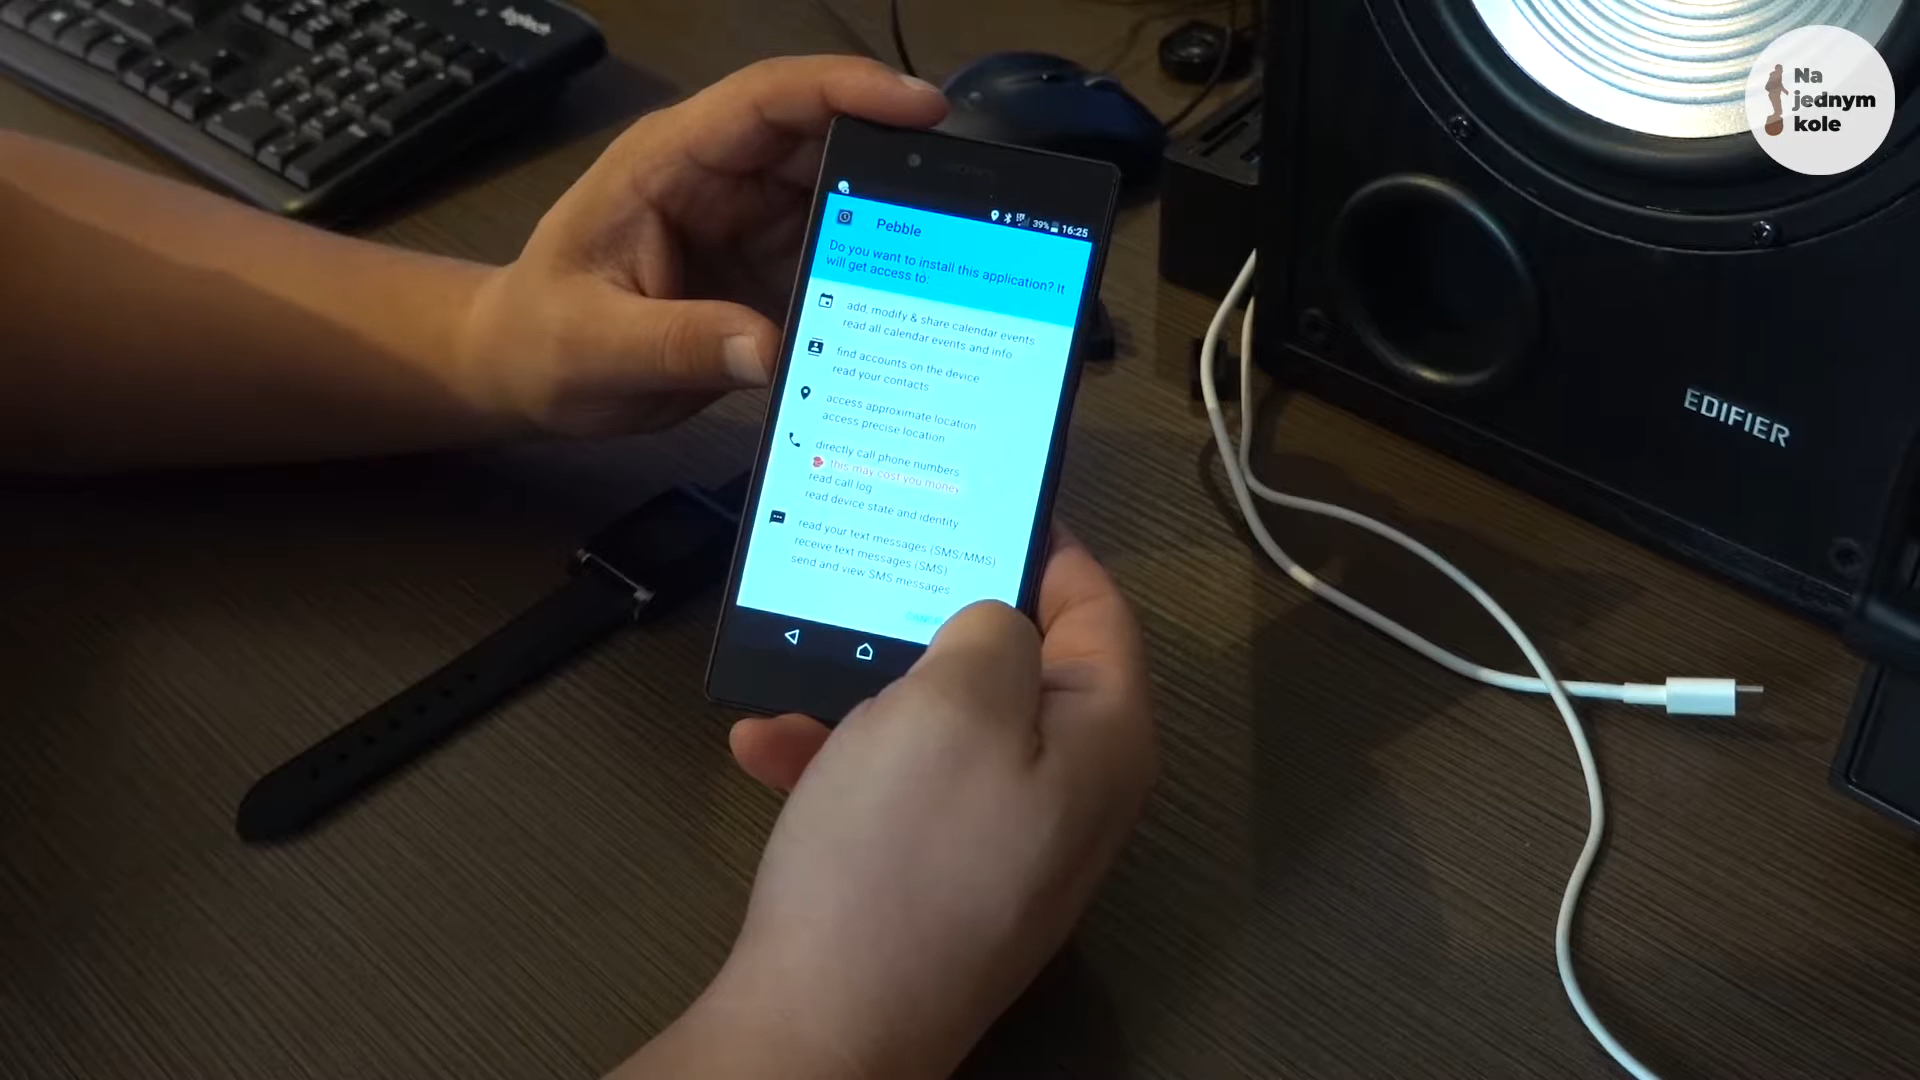 logitech
Na
jednym
kole
SONY
39% 16:25
Pebble
Do you want to install this application? It
will get access to:
add, modify & share calendar events
read all calendar events and info
find accounts on the device
read your contacts
access approximate location
access precise location
directly call phone numbers
this may cost you money
read call log
read device state and identity
read your text messages (SMS/MMS)
receive text messages (SMS)
send and view SMS messages
EDIFIER